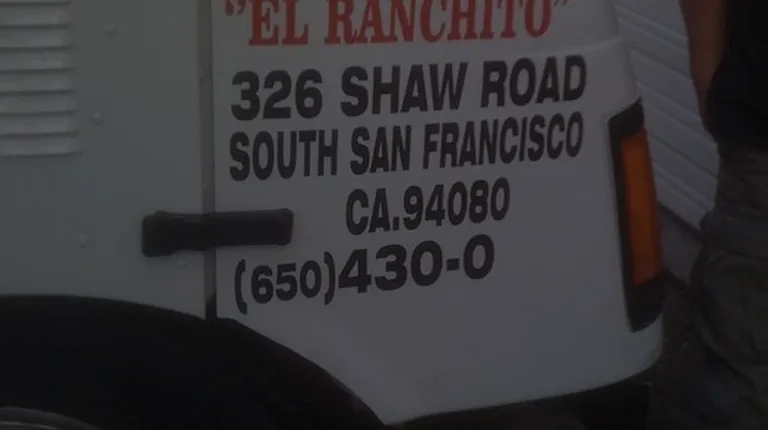 "EL RANCHITO"
326 SHAW ROAD
SOUTH SAN FRANCISCO
CA.94080
(650)430-0